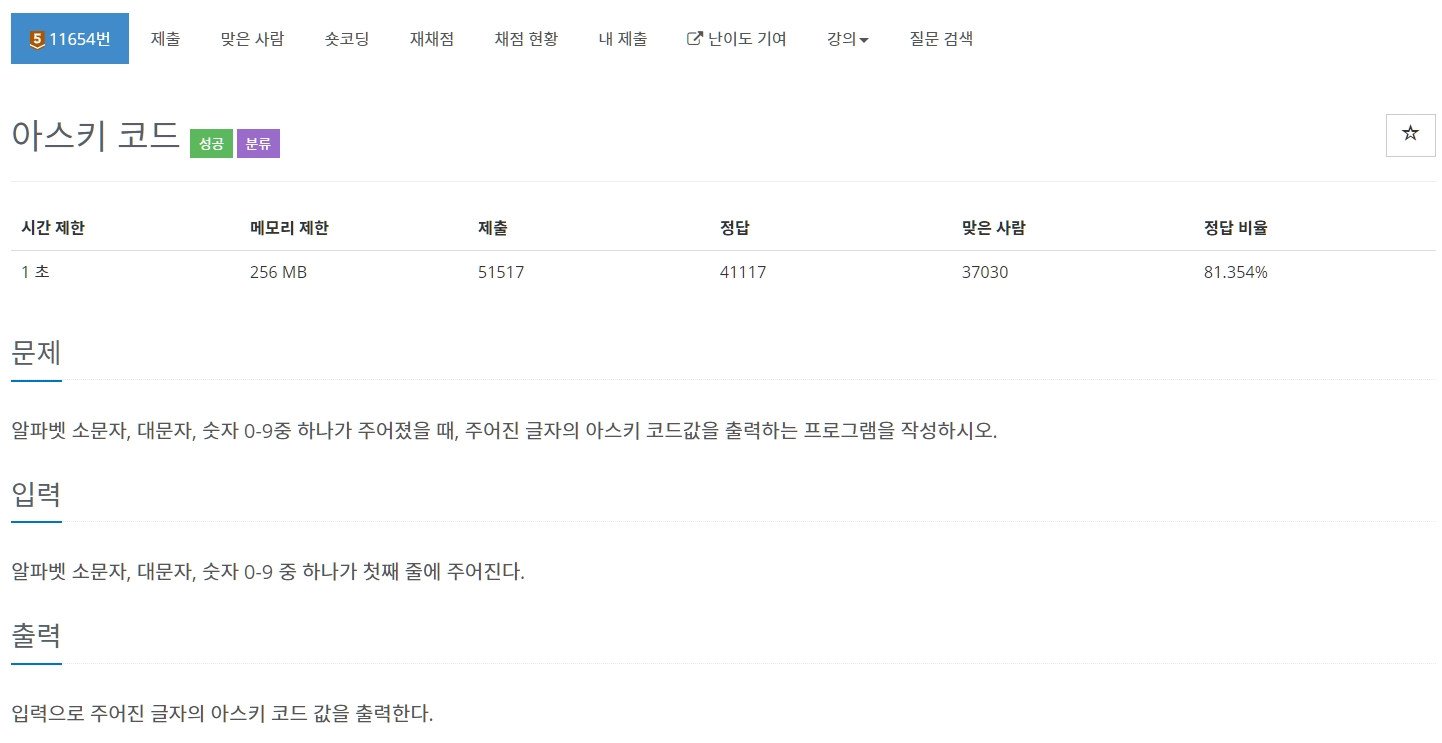 5 11654번 제출 맞은 사람 숏코딩 재채점 채점 현황 내 제출 난이도 기여 강의 질문 검색
아스키 코드 성공 분류
시간 제한 메모리 제한 제출 정답 맞은 사람 정답 비율
1 초 256 MB 51517 41117 37030 81.354%
문제
알파벳 소문자, 대문자, 숫자 0-9중 하나가 주어졌을 때, 주어진 글자의 아스키 코드값을 출력하는 프로그램을 작성하시오.
입력
알파벳 소문자, 대문자, 숫자 0-9 중 하나가 첫째 줄에 주어진다.
출력
입력으로 주어진 글자의 아스키 코드 값을 출력한다.